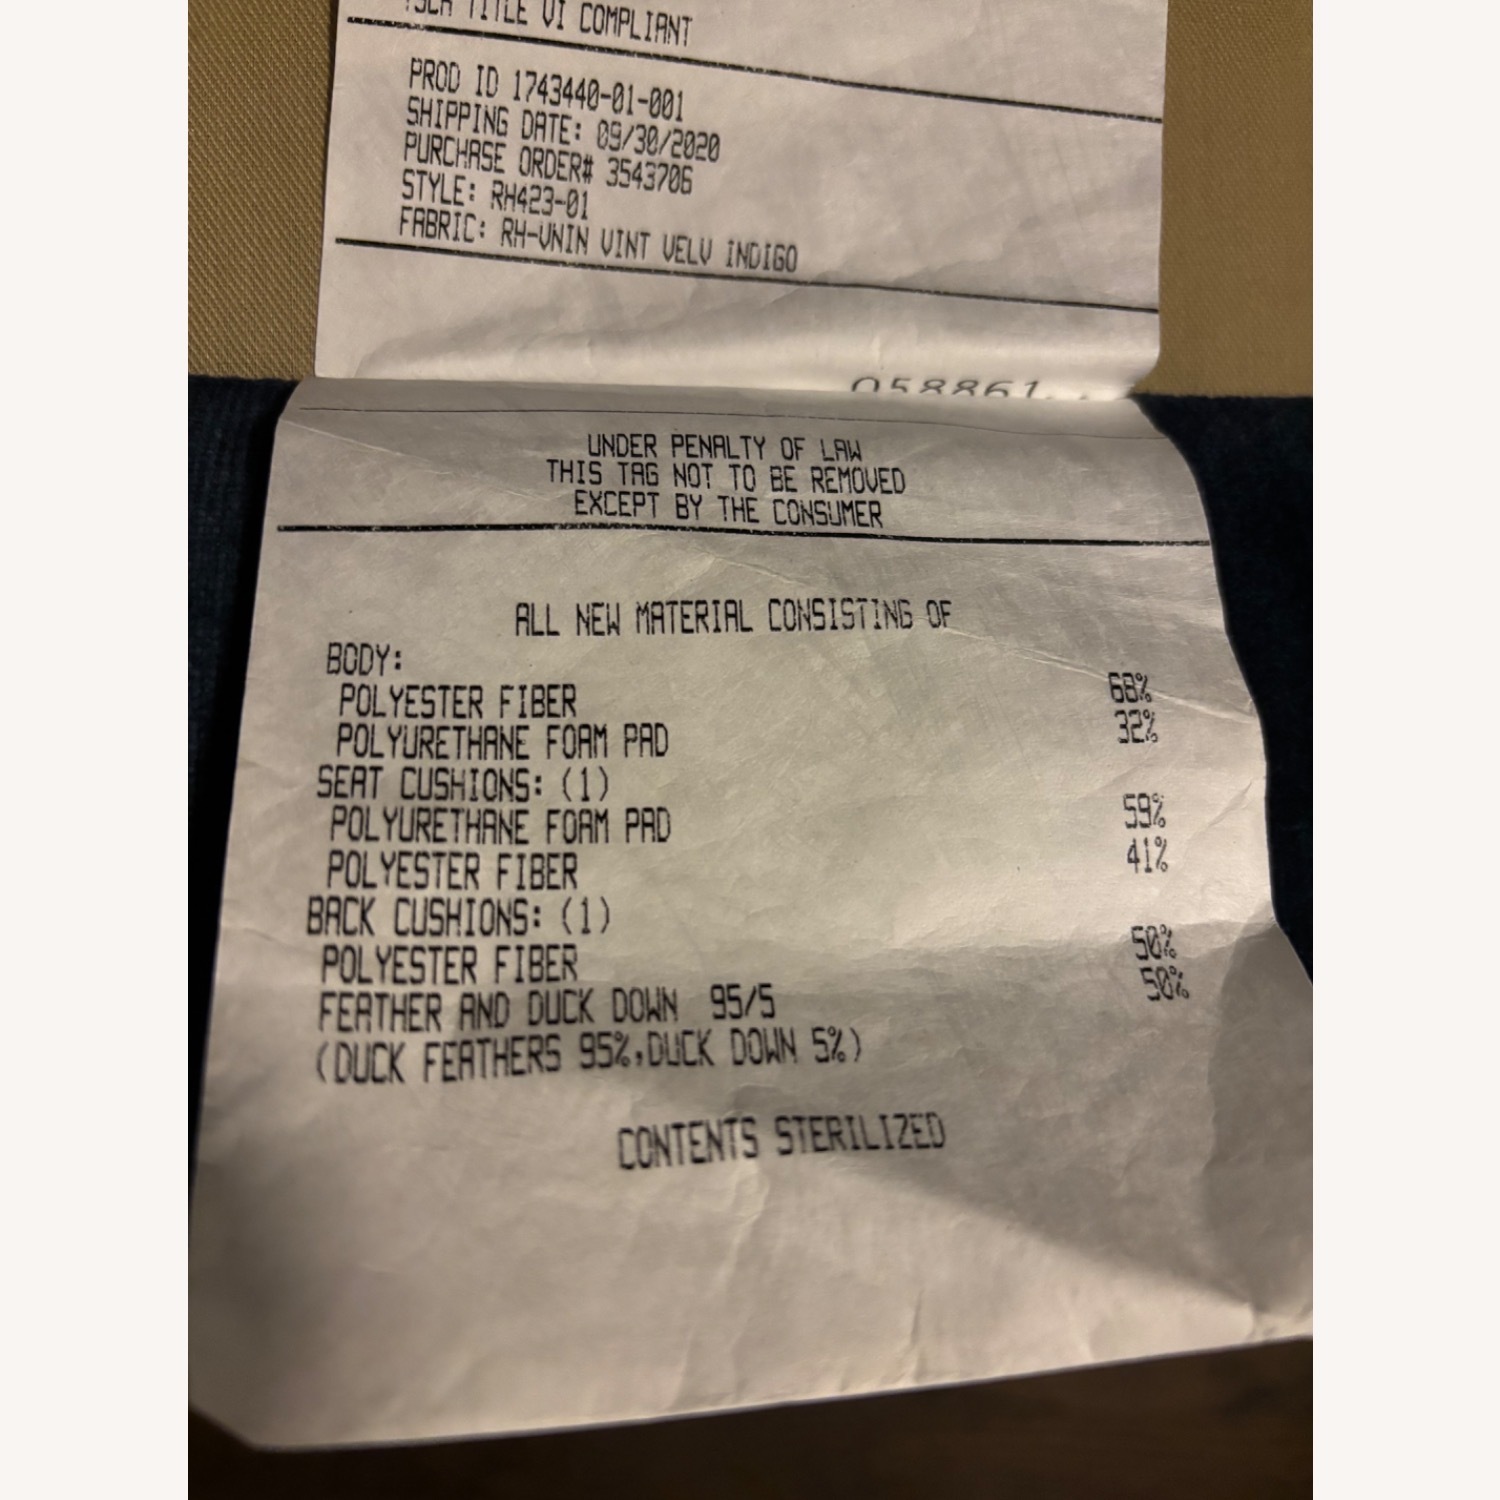 TSCA TITLE VI COMPLIANT
PROD ID 1743440-01-001
SHIPPING DATE: 09/30/2020
PURCHASE ORDER# 3543706
STYLE: RH423-01
FABRIC: RH-VNIN VINT VELV INDIGO
058861
UNDER PENALTY OF LAW
THIS TAG NOT TO BE REMOVED
EXCEPT BY THE CONSUMER
ALL NEW MATERIAL CONSISTING OF
BODY:
POLYESTER FIBER 68%
POLYURETHANE FOAM PAD 32%
SEAT CUSHIONS: (1)
POLYURETHANE FOAM PAD 59%
POLYESTER FIBER 41%
BACK CUSHIONS: (1)
POLYESTER FIBER 50%
FEATHER AND DUCK DOWN 95/5 50%
(DUCK FEATHERS 95%,DUCK DOWN 5%)
CONTENTS STERILIZED